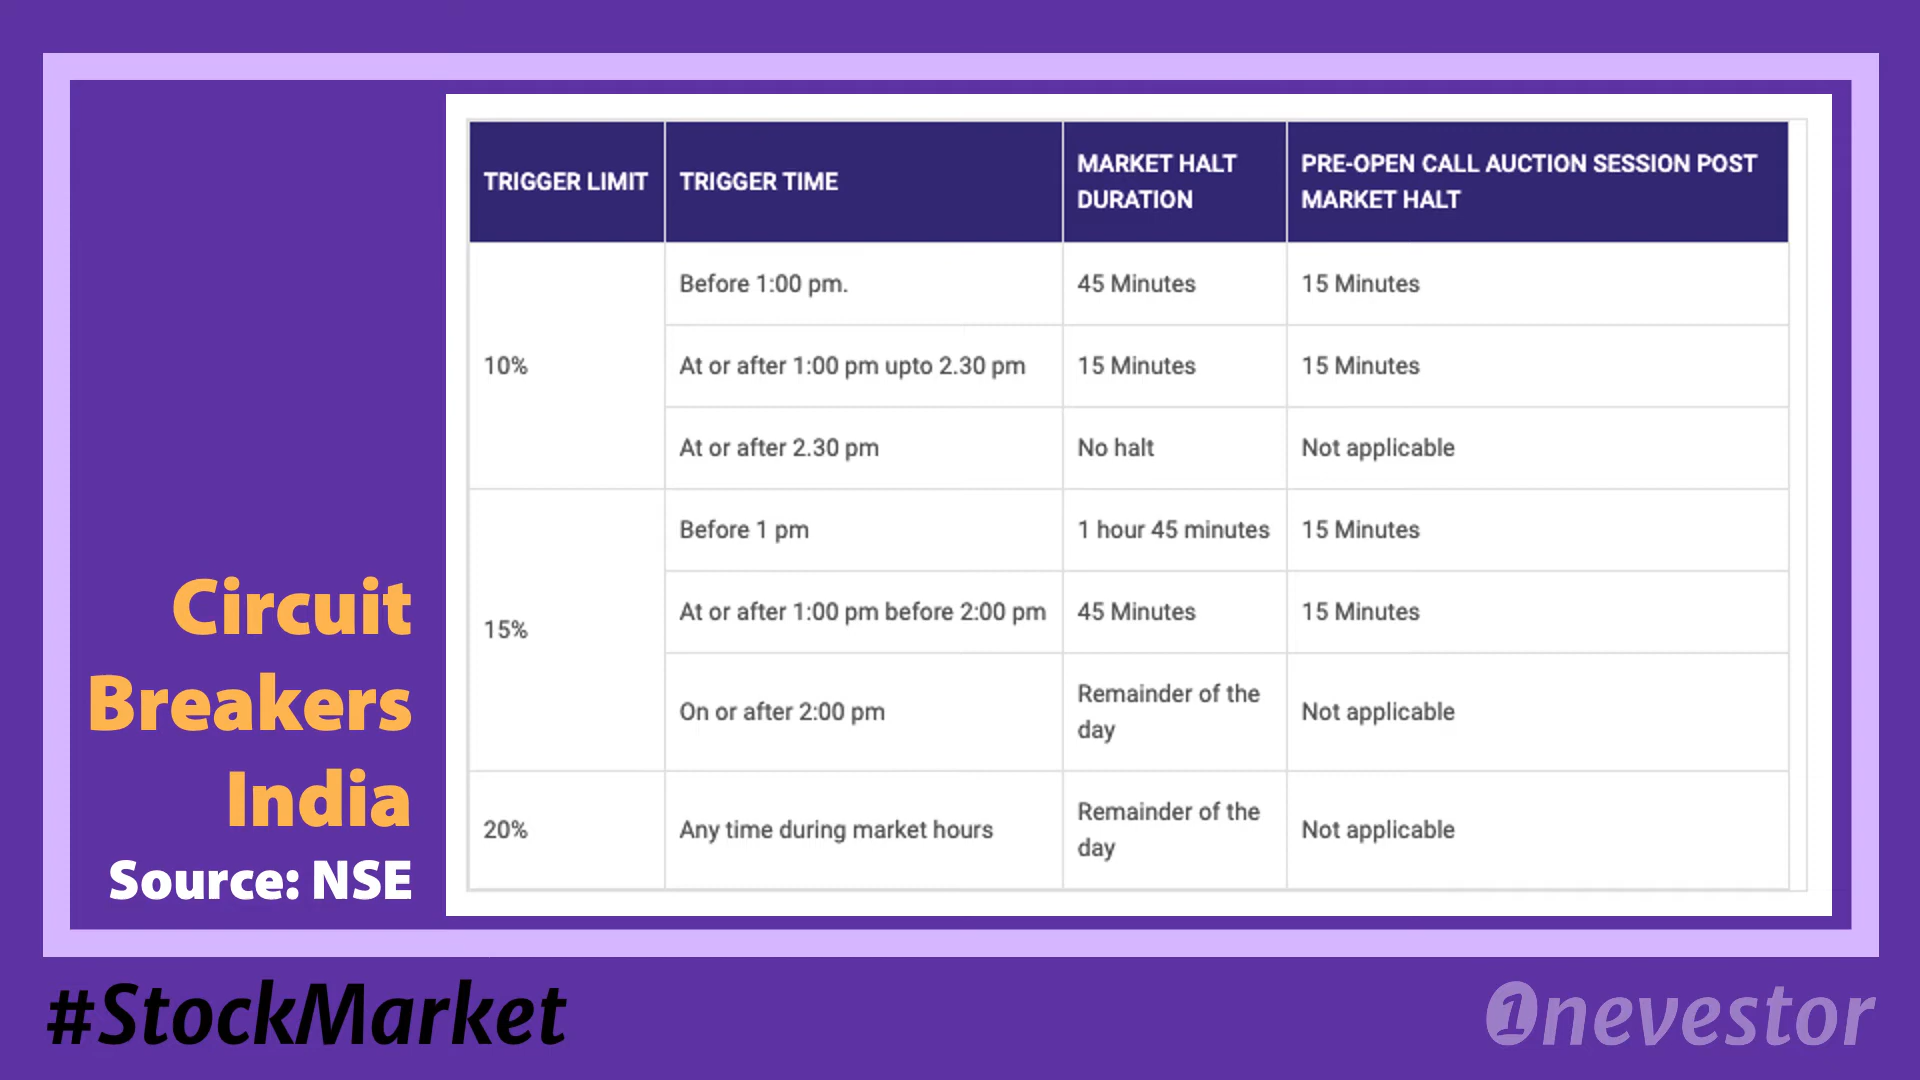 TRIGGER LIMIT
TRIGGER TIME
MARKET HALT
DURATION
PRE-OPEN CALL AUCTION SESSION POST
MARKET HALT
10%
Before 1:00 pm.
45 Minutes
15 Minutes
At or after 1:00 pm upto 2.30 pm
15 Minutes
15 Minutes
At or after 2.30 pm
No halt
Not applicable
15%
Before 1 pm
1 hour 45 minutes
15 Minutes
At or after 1:00 pm before 2:00 pm
45 Minutes
15 Minutes
On or after 2:00 pm
Remainder of the
day
Not applicable
20%
Any time during market hours
Remainder of the
day
Not applicable
Circuit
Breakers
India
Source: NSE
#StockMarket
1nevestor